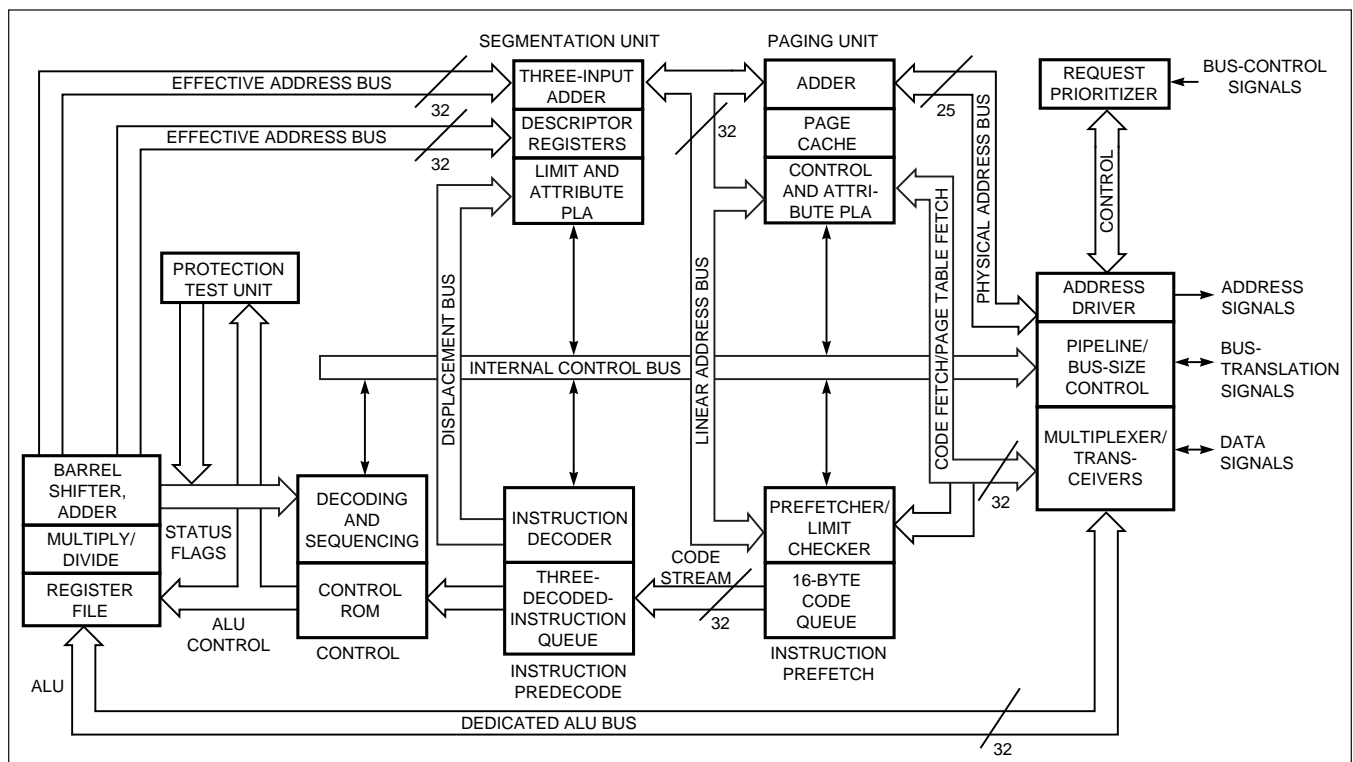 SEGMENTATION UNIT
PAGING UNIT
EFFECTIVE ADDRESS BUS
32
THREE-INPUT
ADDER
ADDER
25
REQUEST
PRIORITIZER
BUS-CONTROL
SIGNALS
EFFECTIVE ADDRESS BUS
32
DESCRIPTOR
REGISTERS
32
PAGE
CACHE
LIMIT AND
ATTRIBUTE
PLA
CONTROL
AND ATTRI-
BUTE PLA
CONTROL
PROTECTION
TEST UNIT
DISPLACEMENT BUS
LINEAR ADDRESS BUS
CODE FETCH/PAGE TABLE FETCH
PHYSICAL ADDRESS BUS
ADDRESS
DRIVER
ADDRESS
SIGNALS
INTERNAL CONTROL BUS
PIPELINE/
BUS-SIZE
CONTROL
BUS-
TRANSLATION
SIGNALS
BARREL
SHIFTER,
ADDER
STATUS
FLAGS
DECODING
AND
SEQUENCING
INSTRUCTION
DECODER
PREFETCHER/
LIMIT
CHECKER
32
MULTIPLEXER/
TRANS-
CEIVERS
DATA
SIGNALS
MULTIPLY/
DIVIDE
REGISTER
FILE
ALU
CONTROL
CONTROL
ROM
THREE-
DECODED-
INSTRUCTION
QUEUE
CODE
STREAM
32
16-BYTE
CODE
QUEUE
ALU
CONTROL
INSTRUCTION
PREDECODE
INSTRUCTION
PREFETCH
DEDICATED ALU BUS
32